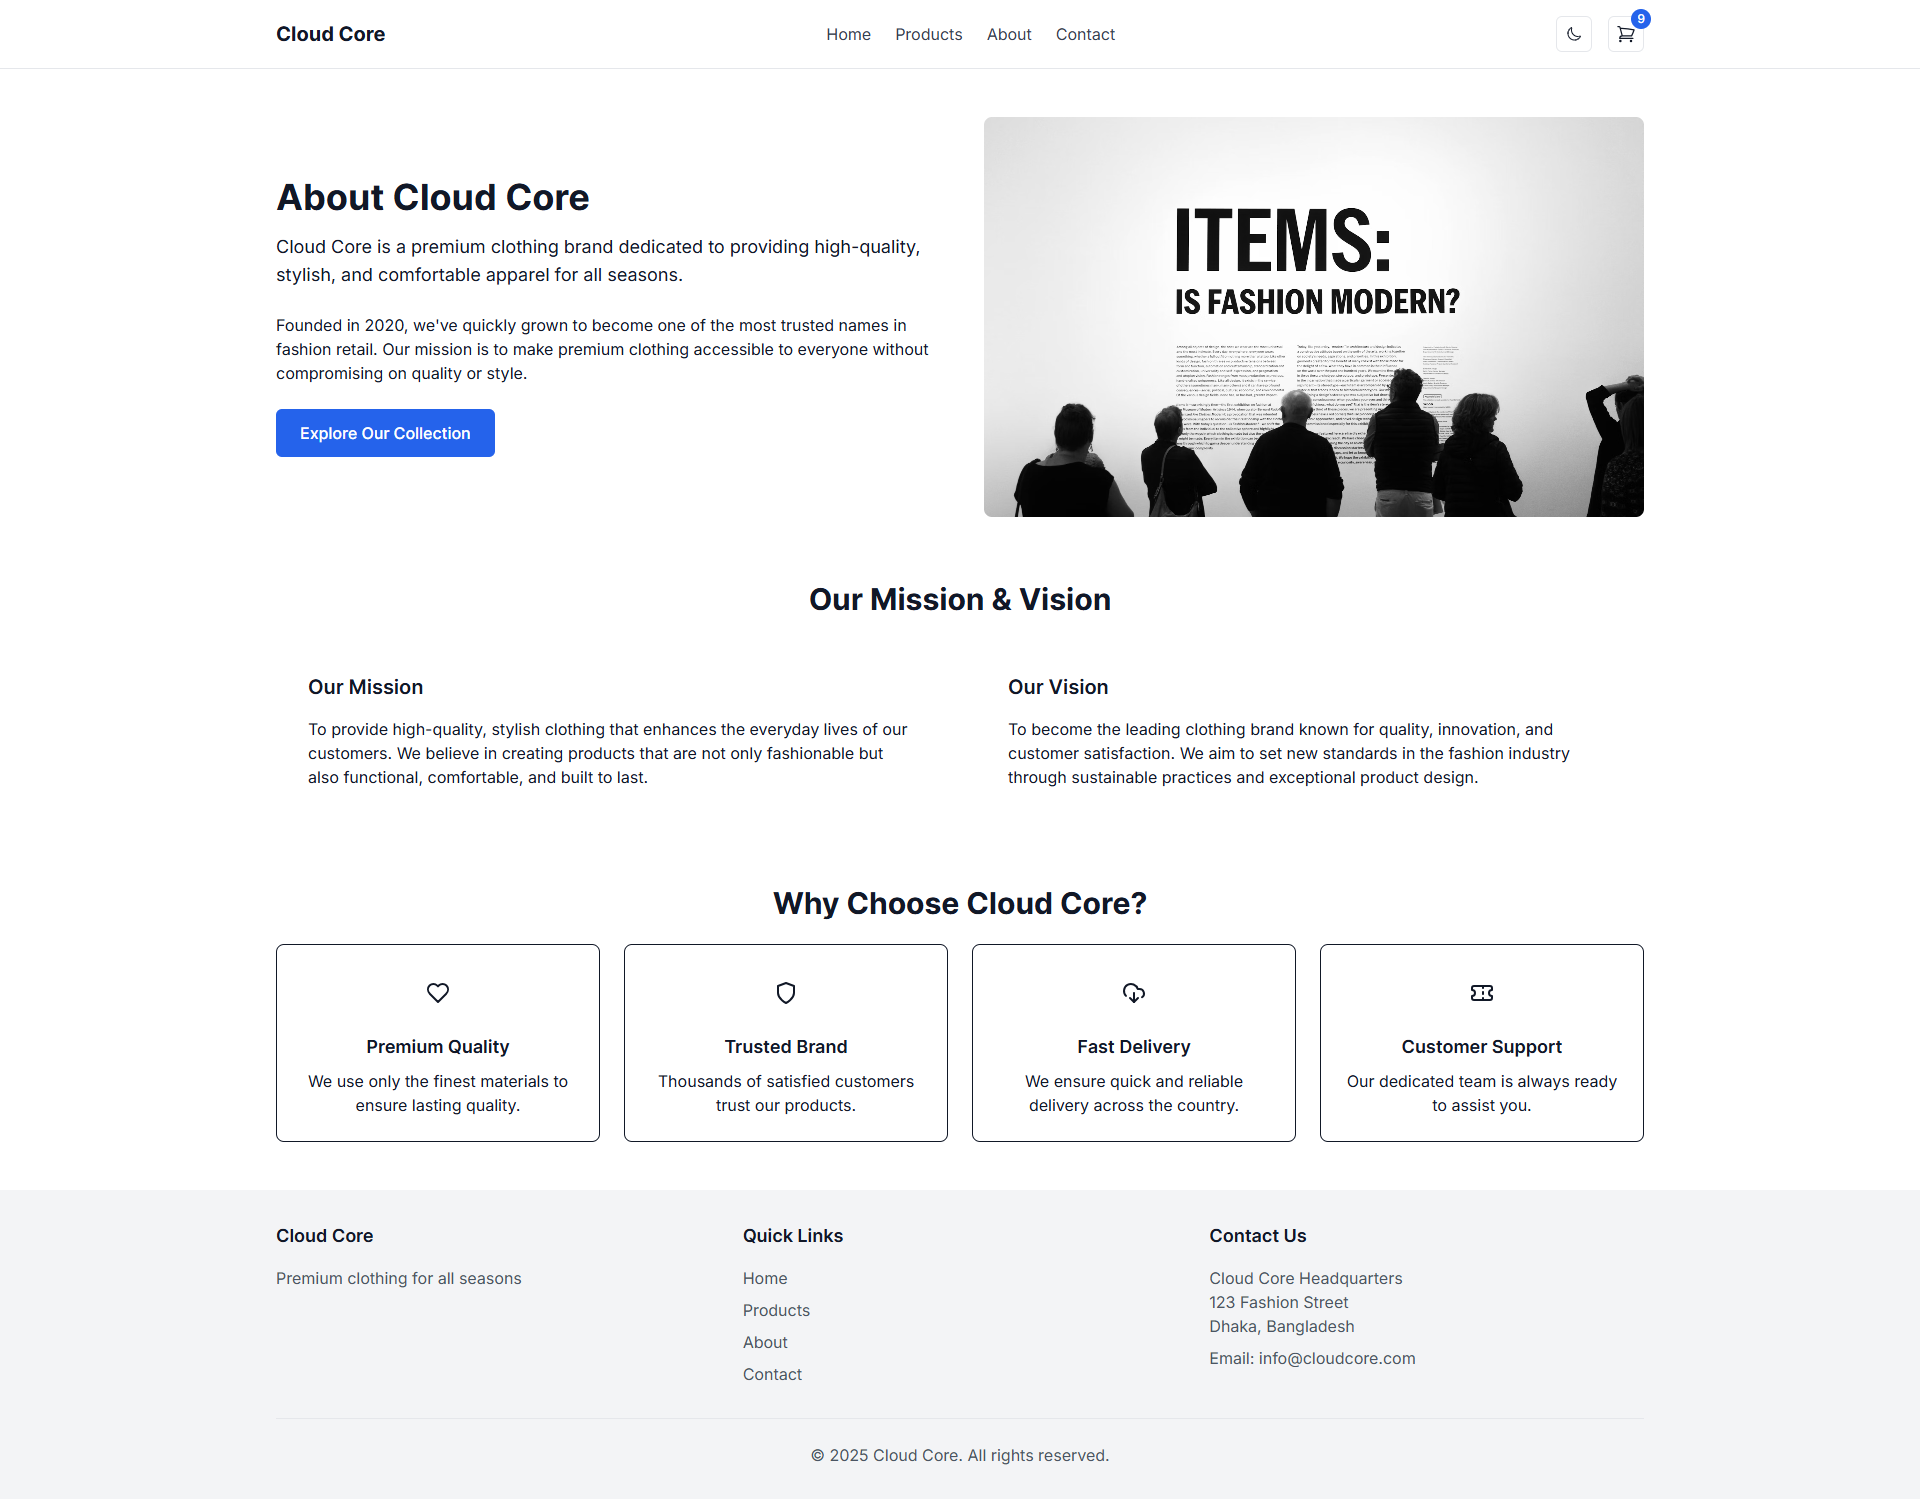 Cloud Core
Home
Products
About
Contact
9
About Cloud Core
Cloud Core is a premium clothing brand dedicated to providing high-quality,
stylish, and comfortable apparel for all seasons.
Founded in 2020, we've quickly grown to become one of the most trusted names in
fashion retail. Our mission is to make premium clothing accessible to everyone without
compromising on quality or style.
Explore Our Collection
ITEMS:
IS FASHION MODERN?
Our Mission & Vision
Our Mission
To provide high-quality, stylish clothing that enhances the everyday lives of our
customers. We believe in creating products that are not only fashionable but
also functional, comfortable, and built to last.
Our Vision
To become the leading clothing brand known for quality, innovation, and
customer satisfaction. We aim to set new standards in the fashion industry
through sustainable practices and exceptional product design.
Why Choose Cloud Core?
Premium Quality
We use only the finest materials to
ensure lasting quality.
Trusted Brand
Thousands of satisfied customers
trust our products.
Fast Delivery
We ensure quick and reliable
delivery across the country.
Customer Support
Our dedicated team is always ready
to assist you.
Cloud Core
Premium clothing for all seasons
Quick Links
Home
Products
About
Contact
Contact Us
Cloud Core Headquarters
123 Fashion Street
Dhaka, Bangladesh
Email: info@cloudcore.com
© 2025 Cloud Core. All rights reserved.